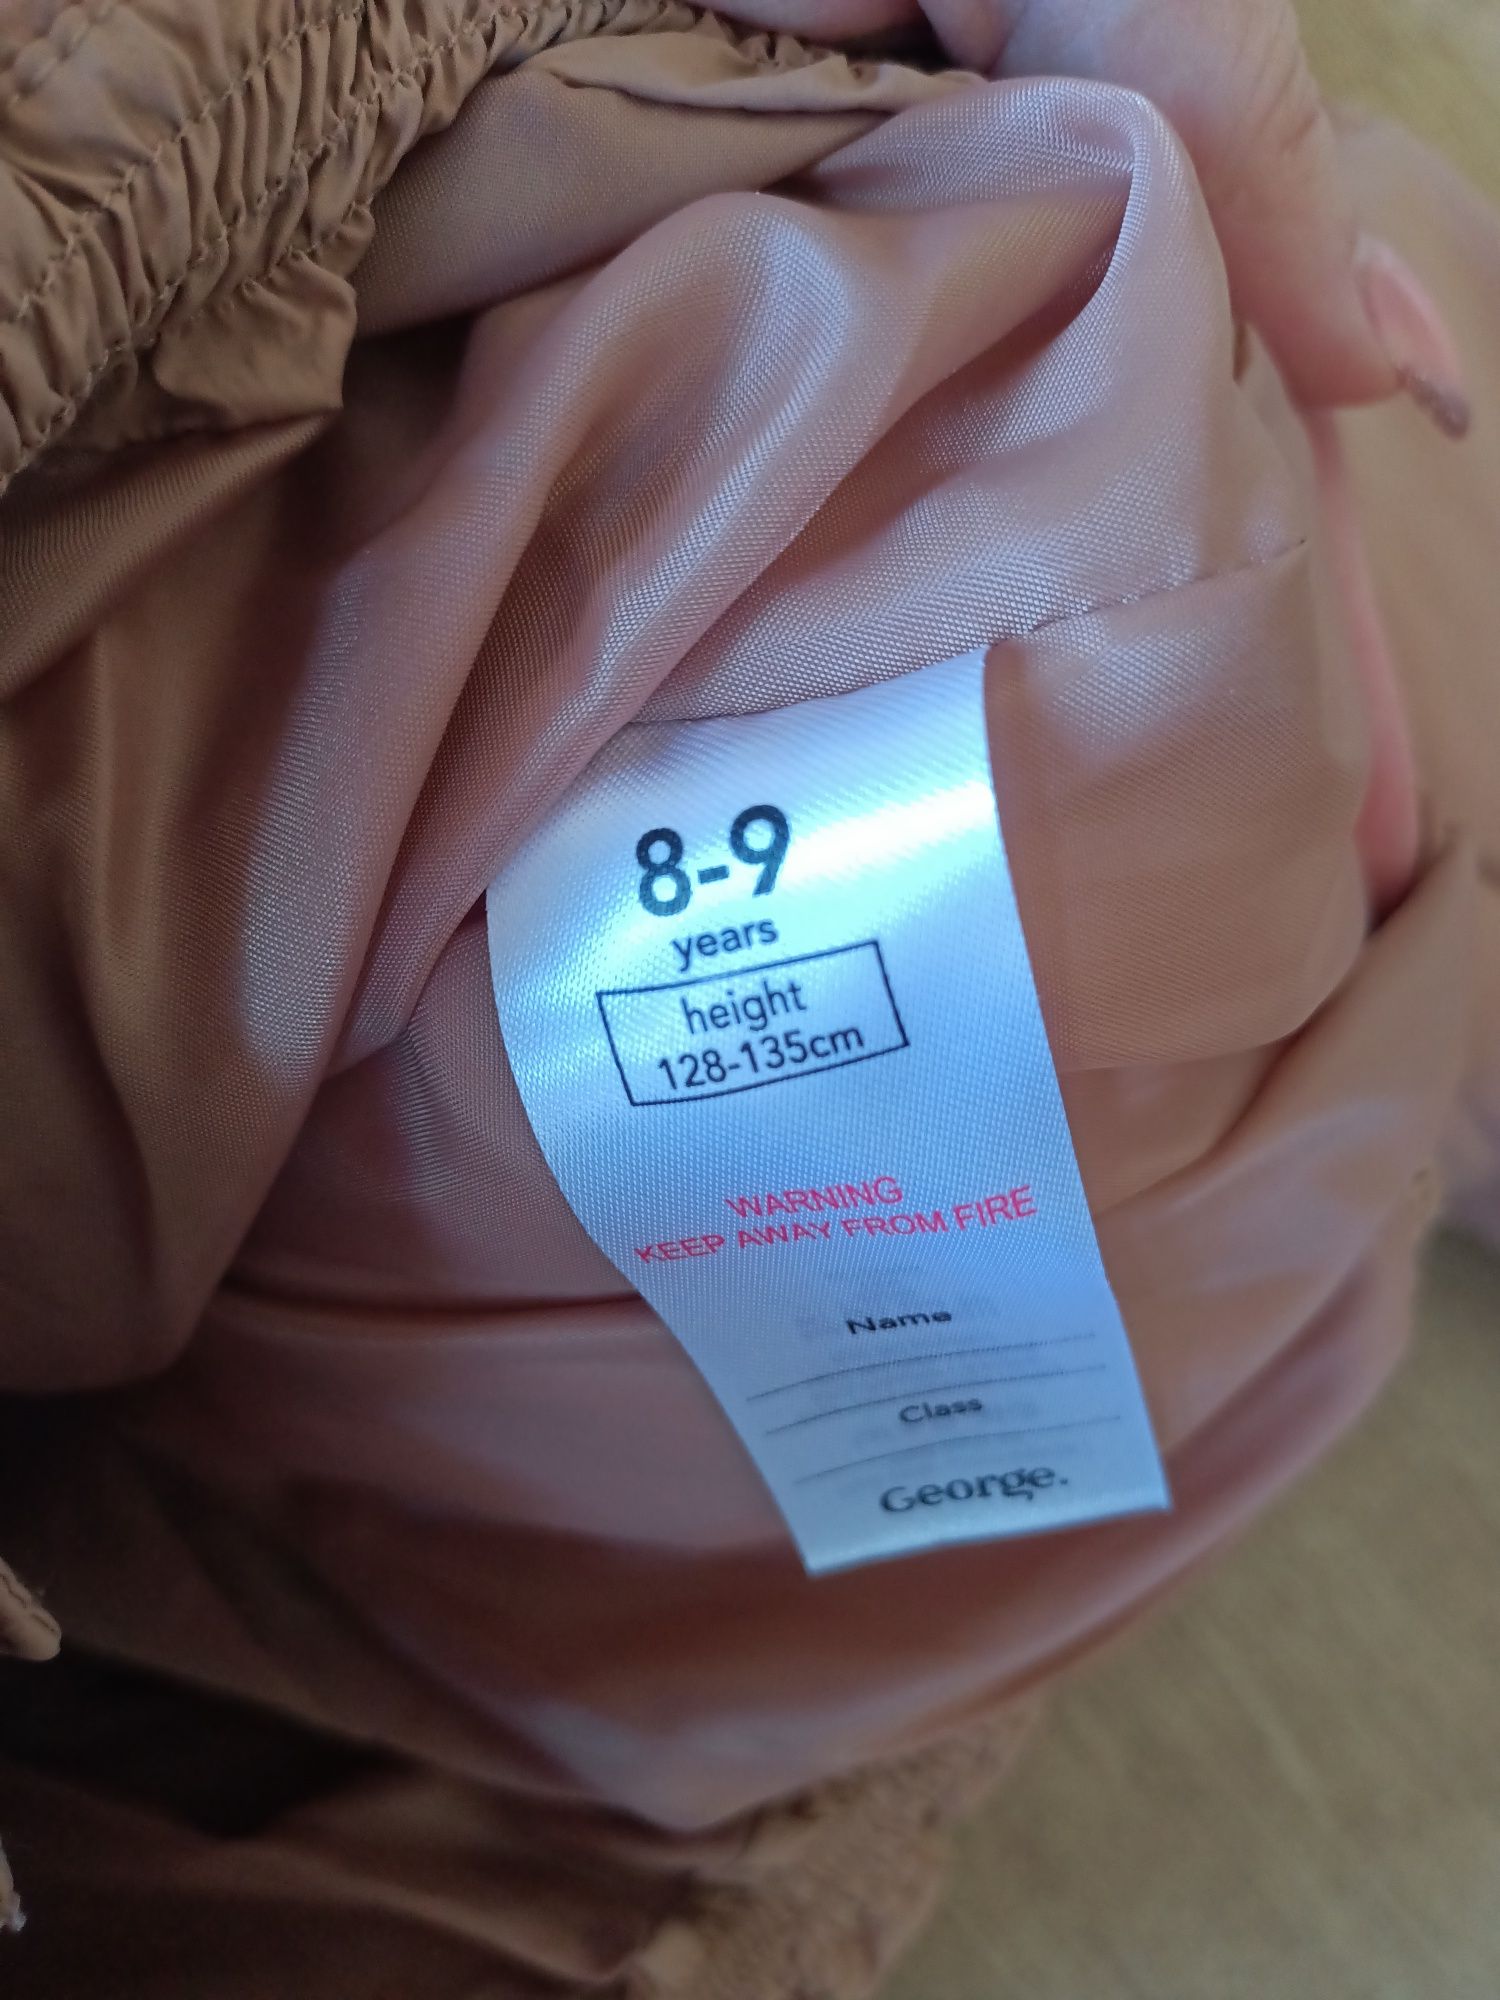 8-9
years
height
128-135cm
WARNING
KEEP AWAY FROM FIRE
Name
Class
George.